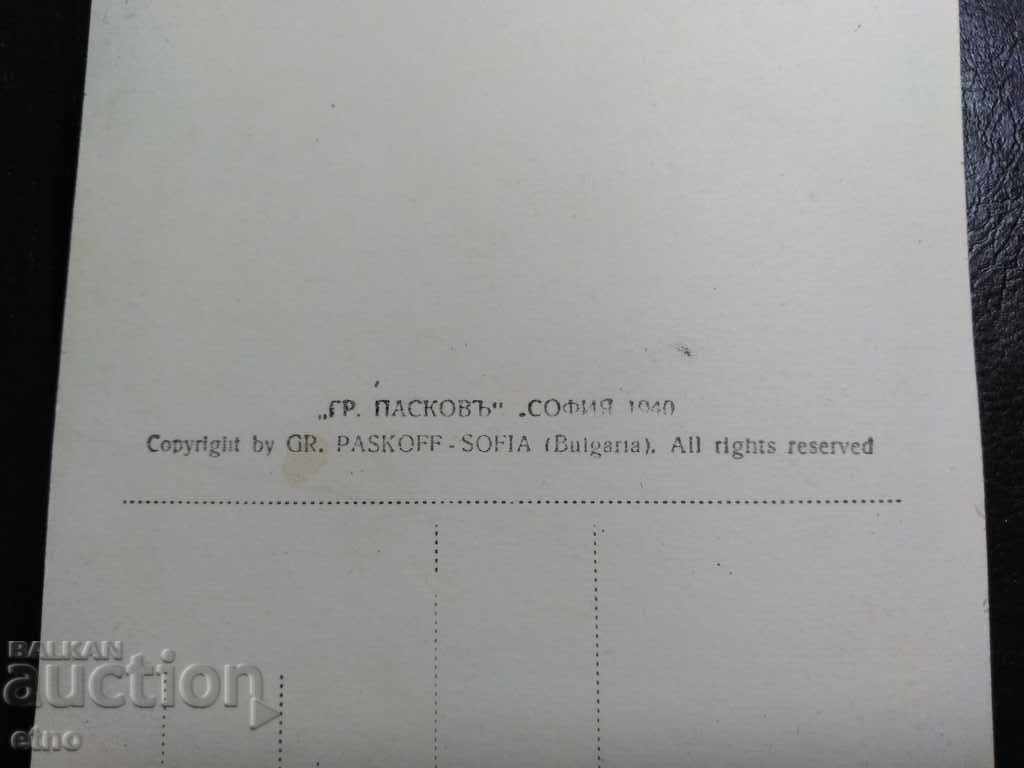 „ГР. ПАСКОВЪ" .СОФИЯ 1940
Copyright by GR. PASKOFF - SOFIA (Bulgaria). All rights reserved
BALKAN
auction
etno